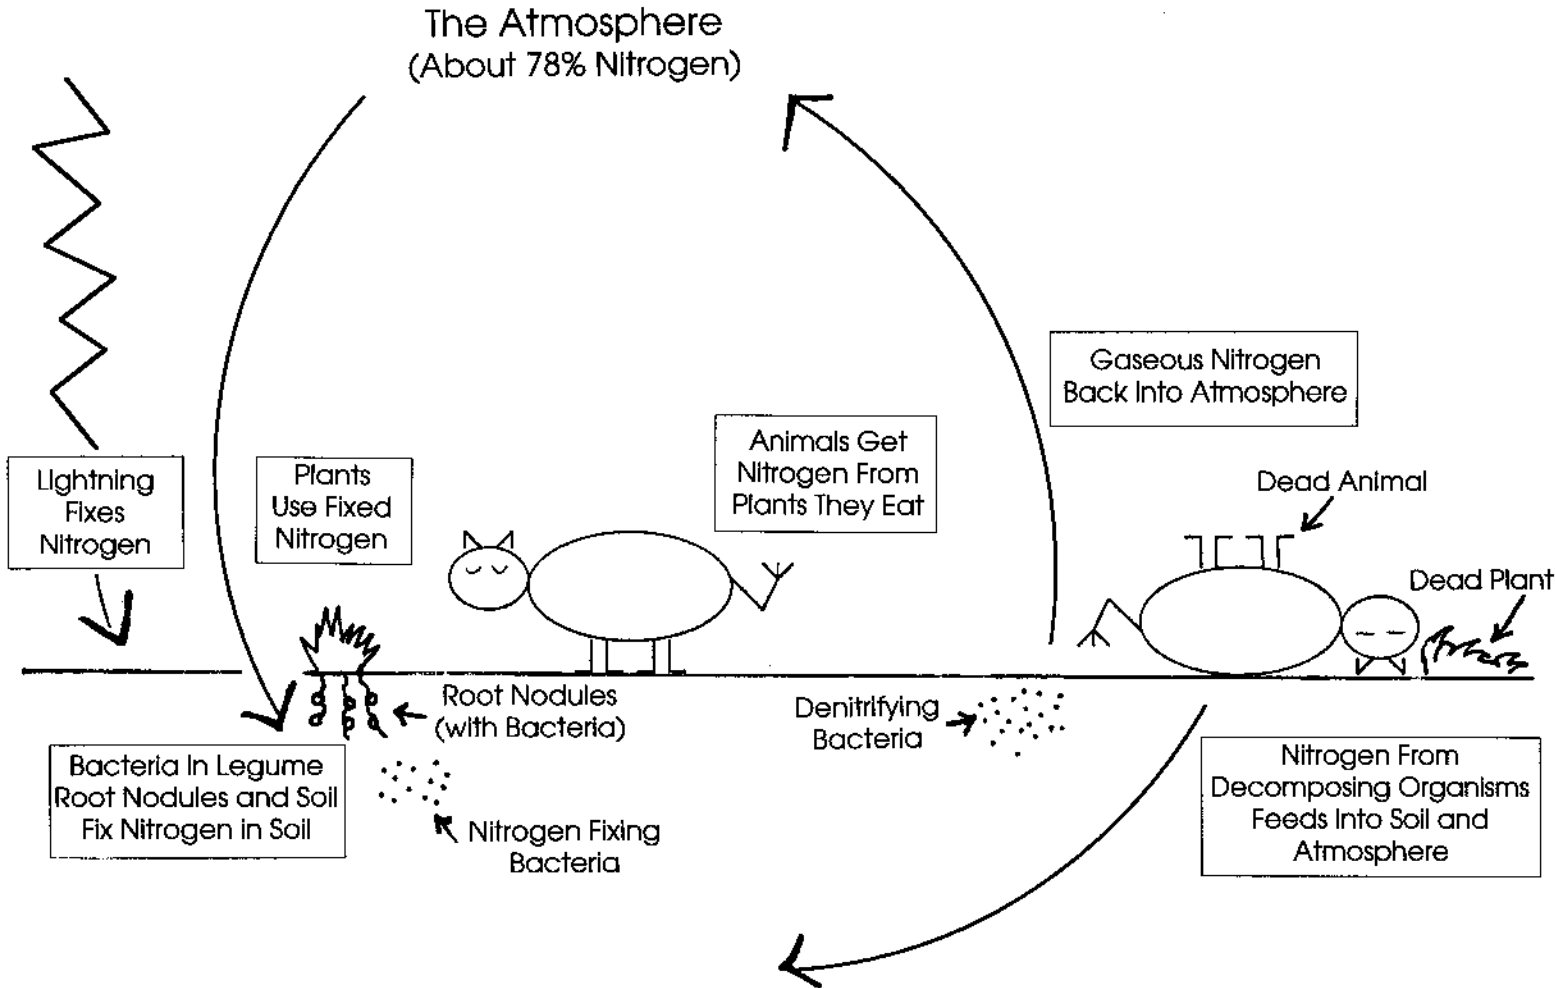 The Atmosphere
(About 78% Nitrogen)
Gaseous Nitrogen
Back Into Atmosphere
Animals Get
Nitrogen From
Plants They Eat
Lightning
Fixes
Nitrogen
Plants
Use Fixed
Nitrogen
Dead Animal
Dead Plant
Root Nodules
(with Bacteria)
Denitrifying
Bacteria
Bacteria In Legume
Root Nodules and Soil
Fix Nitrogen in Soil
Nitrogen Fixing
Bacteria
Nitrogen From
Decomposing Organisms
Feeds Into Soil and
Atmosphere